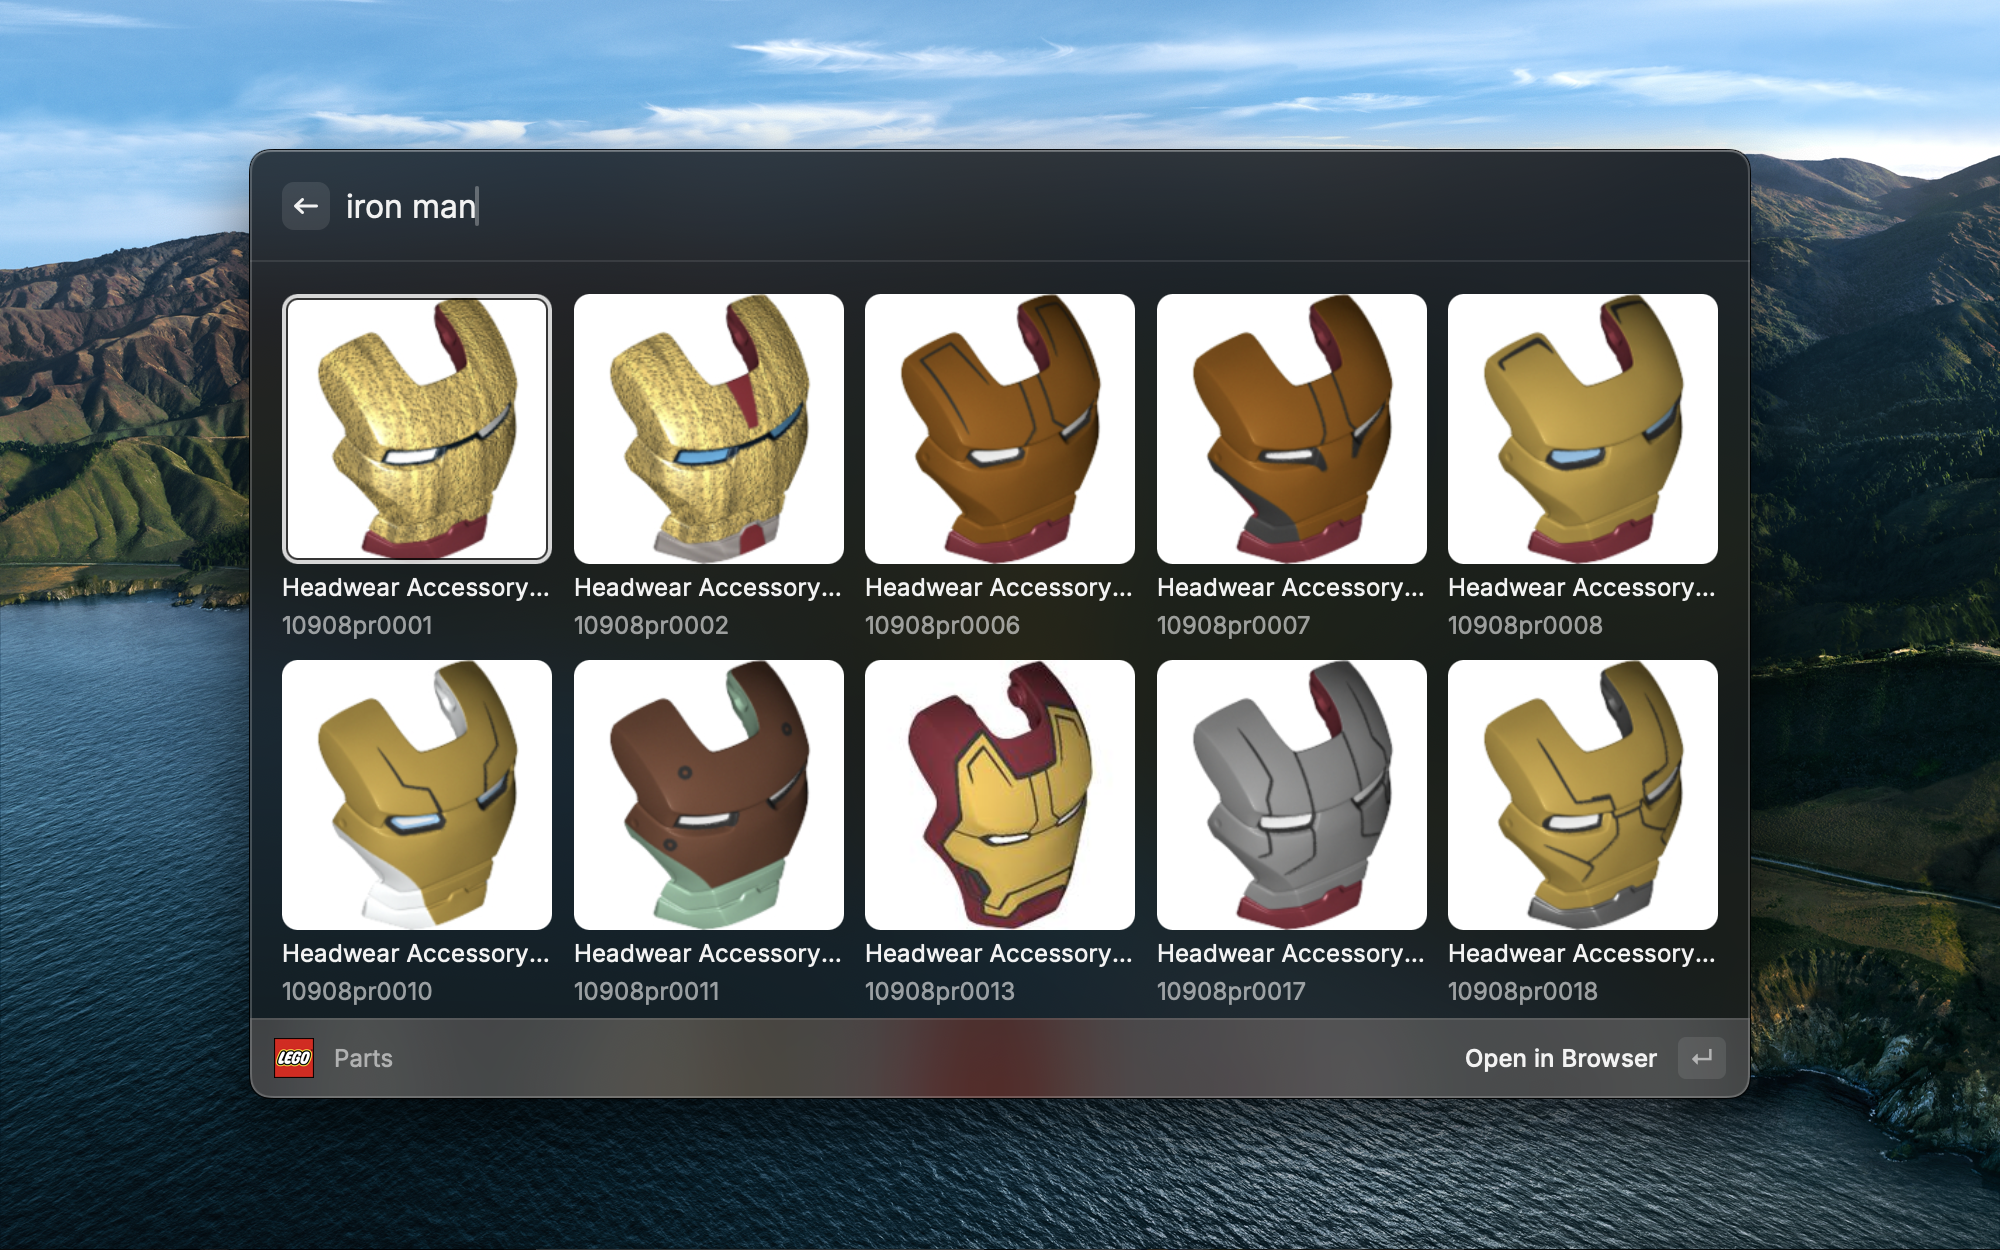 iron man
Headwear Accessory...
Headwear Accessory...
Headwear Accessory...
Headwear Accessory...
Headwear Accessory...
10908pr0001
10908pr0002
10908pr0006
10908pr0007
10908pr0008
Headwear Accessory...
Headwear Accessory...
Headwear Accessory...
Headwear Accessory...
Headwear Accessory...
10908pr0010
10908pr0011
10908pr0013
10908pr0017
10908pr0018
LEGO Parts
Open in Browser